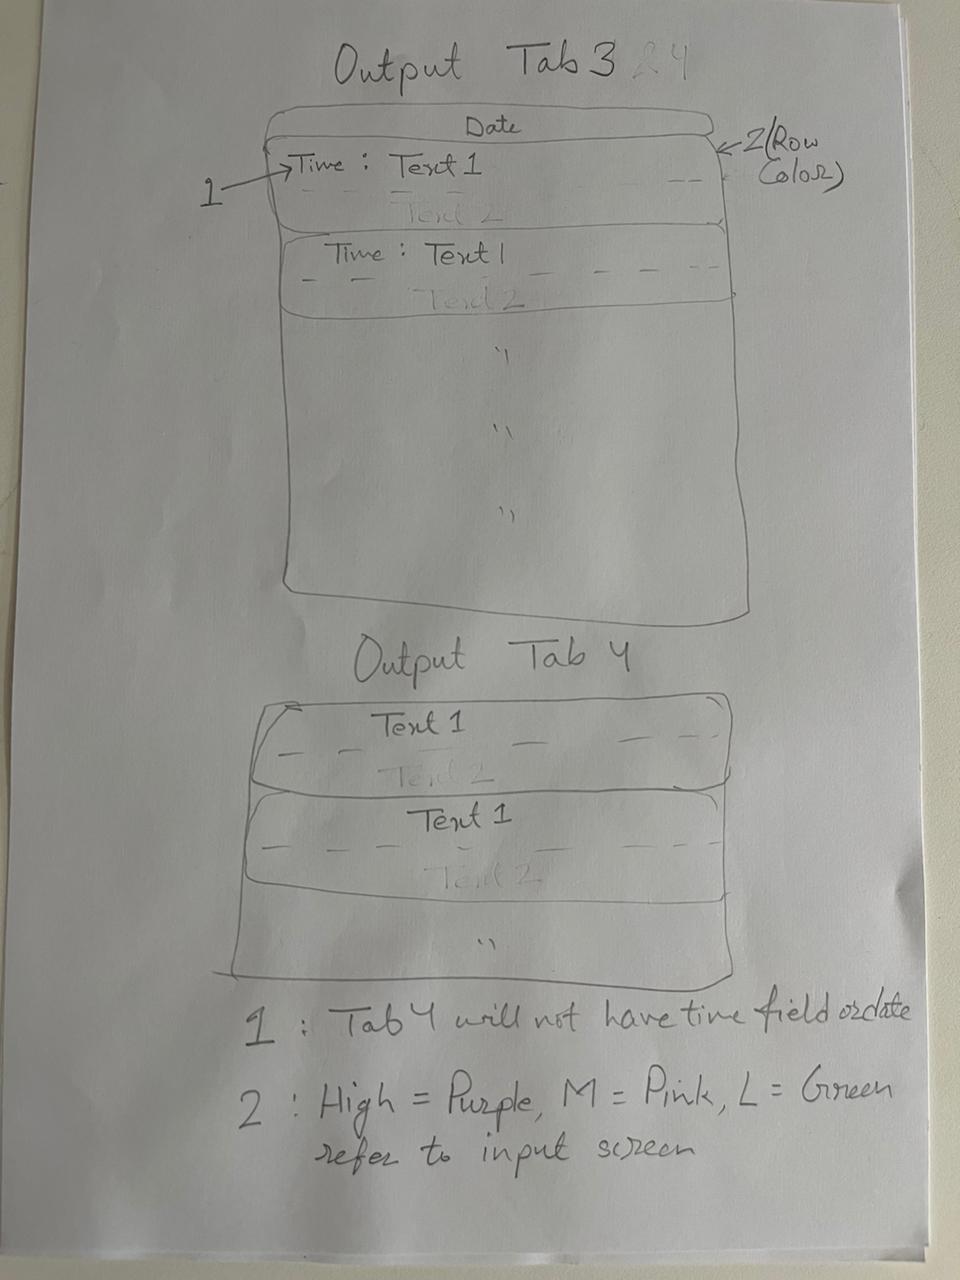 Output Tab 3 & 4
Date
2 (Row
Color)
1
Time : Text 1
Text 2
Time : Text 1
Text 2
"
"
"
Output Tab 4
Text 1
Text 2
Text 1
Text 2
"
1 : Tab 4 will not have time field or date
2 : High = Purple, M = Pink, L = Green
refer to input screen